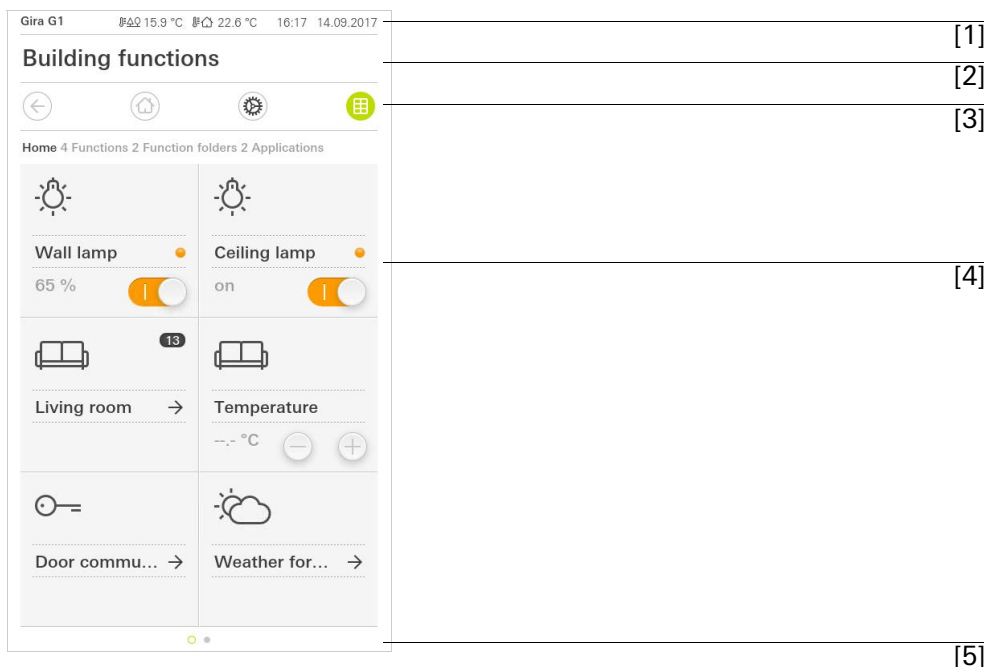 Gira G1 15.9 °C 22.6 °C 16:17 14.09.2017
[1]
Building functions
[2]
[3]
Home 4 Functions 2 Function folders 2 Applications
Wall lamp
Ceiling lamp
[4]
65 %
on
13
Living room →
Temperature
--.- °C
Door commu... →
Weather for... →
[5]